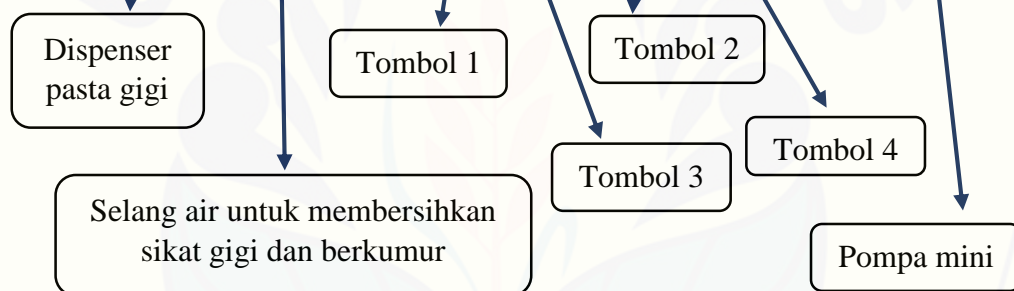 Dispenser
pasta gigi
Tombol 1
Tombol 2
Tombol 3
Tombol 4
Selang air untuk membersihkan
sikat gigi dan berkumur
Pompa mini